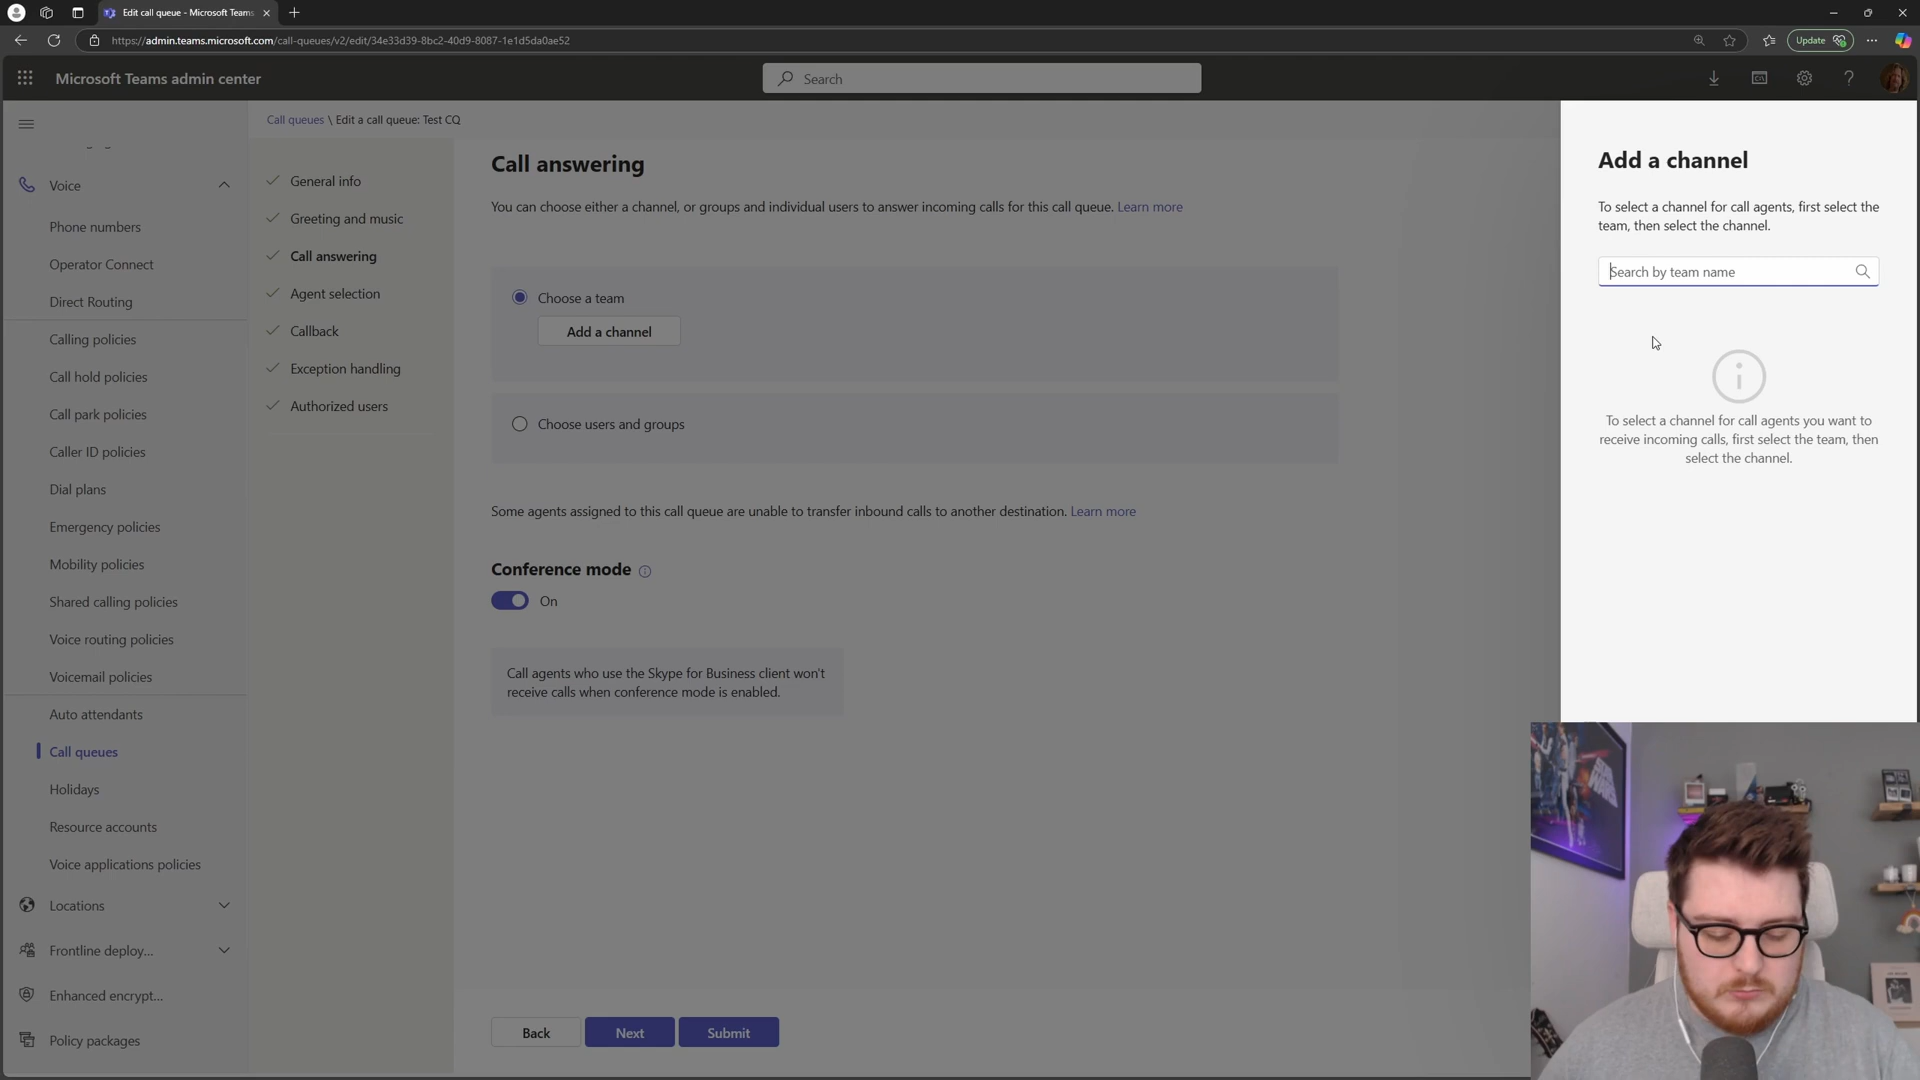 Edit call queue - Microsoft Teams
https://admin.teams.microsoft.com/call-queues/v2/edit/34e33d39-8bc2-40d9-8087-1e1d5da0ae52
Update
Microsoft Teams admin center
Search
Call queues \ Edit a call queue: Test CQ
Voice
Phone numbers
Operator Connect
Direct Routing
Calling policies
Call hold policies
Call park policies
Caller ID policies
Dial plans
Emergency policies
Mobility policies
Shared calling policies
Voice routing policies
Voicemail policies
Auto attendants
Call queues
Holidays
Resource accounts
Voice applications policies
Locations
Frontline deploy...
Enhanced encrypt...
Policy packages
General info
Greeting and music
Call answering
Agent selection
Callback
Exception handling
Authorized users
Call answering
You can choose either a channel, or groups and individual users to answer incoming calls for this call queue. Learn more
Choose a team
Add a channel
Choose users and groups
Some agents assigned to this call queue are unable to transfer inbound calls to another destination. Learn more
Conference mode
On
Call agents who use the Skype for Business client won't
receive calls when conference mode is enabled.
Back
Next
Submit
Add a channel
To select a channel for call agents, first select the
team, then select the channel.
Search by team name
To select a channel for call agents you want to
receive incoming calls, first select the team, then
select the channel.